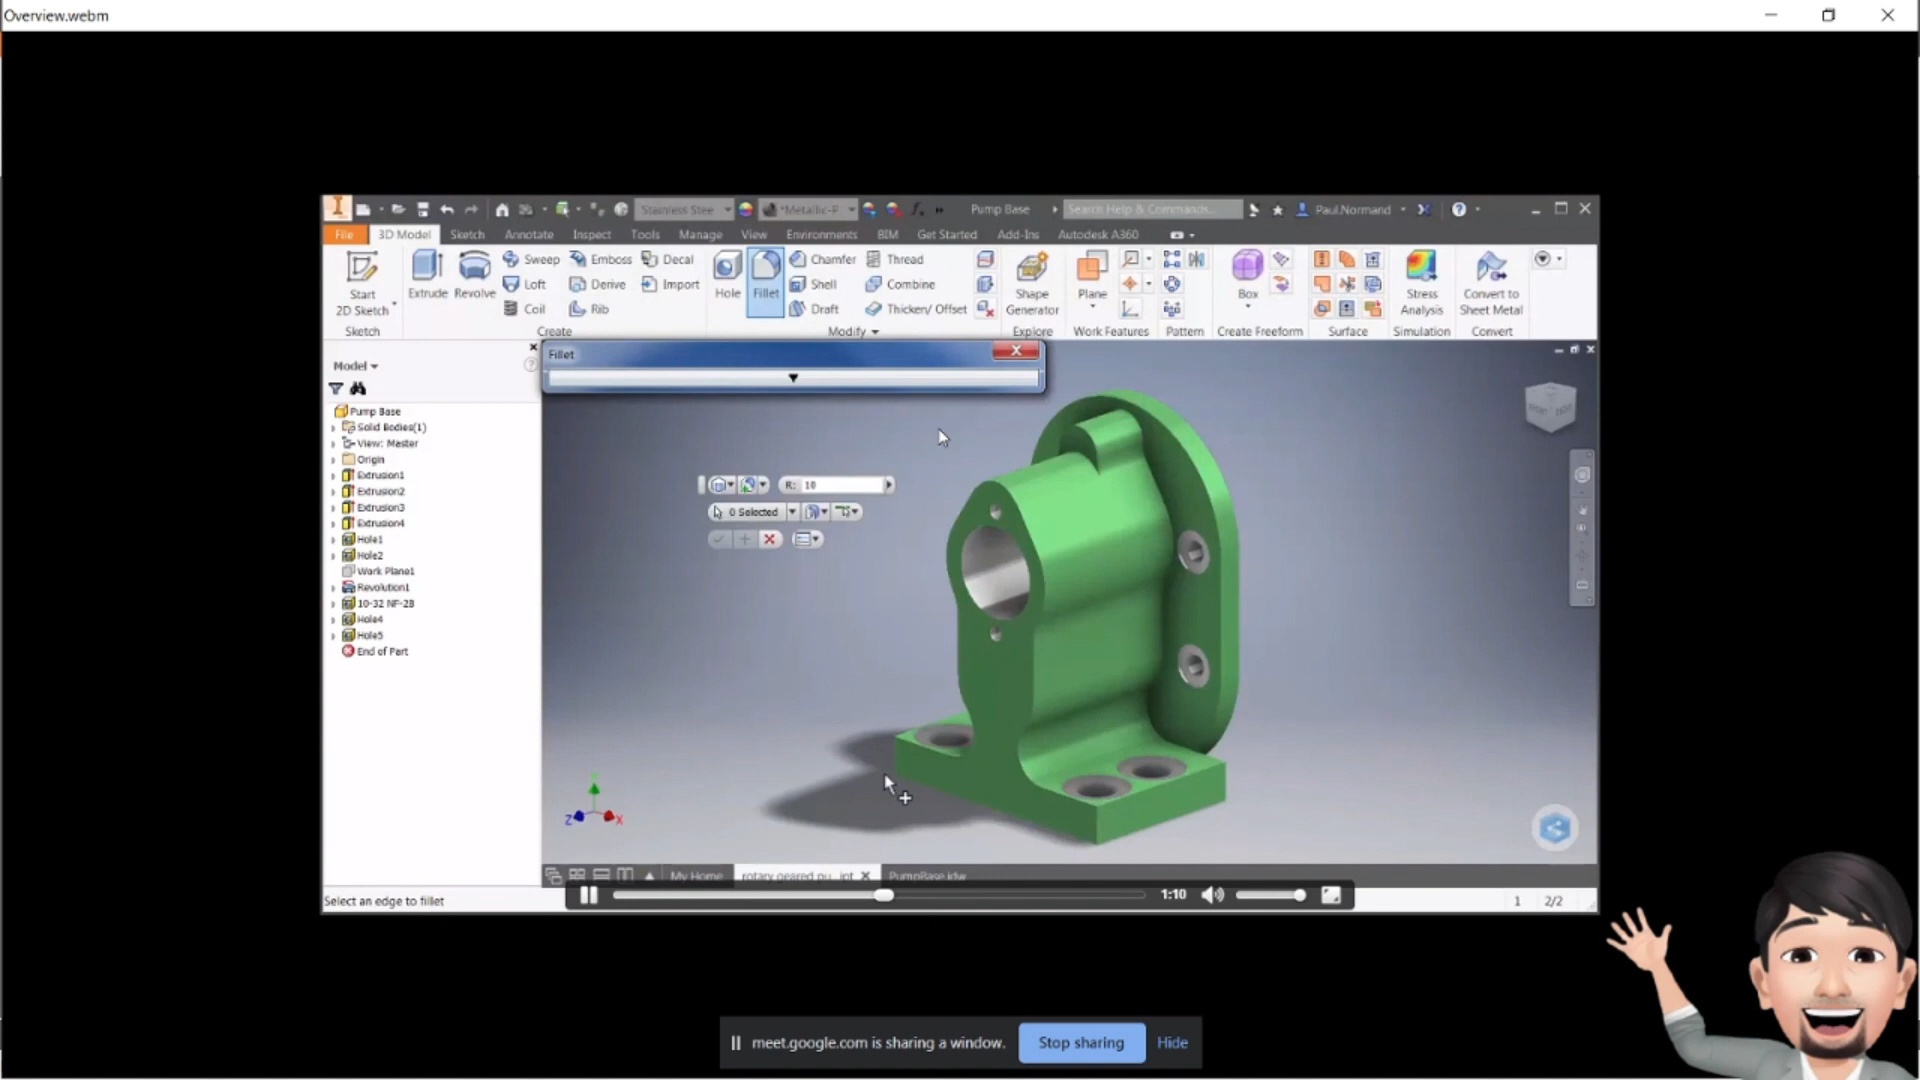 Overview.webm
Stainless Stee
*Metallic-P
Pump Base
Search Help & Commands...
Paul.Normand
File
3D Model
Sketch
Annotate
Inspect
Tools
Manage
View
Environments
BIM
Get Started
Add-Ins
Autodesk A360
Start
2D Sketch
Sketch
Extrude
Revolve
Sweep
Loft
Coil
Emboss
Derive
Rib
Decal
Import
Create
Hole
Fillet
Chamfer
Shell
Draft
Thread
Combine
Thicken/ Offset
Modify
Shape
Generator
Explore
Plane
Work Features
Pattern
Box
Create Freeform
Surface
Stress
Analysis
Simulation
Convert to
Sheet Metal
Convert
Fillet
Model
Pump Base
Solid Bodies(1)
View: Master
Origin
Extrusion1
Extrusion2
Extrusion3
Extrusion4
Hole1
Hole2
Work Plane1
Revolution1
10-32 NF-2B
Hole4
Hole5
End of Part
R: 10
0 Selected
Z
X
My Home
rotary geared pu...ipt
PumpBase.idw
1:10
Select an edge to fillet
1
2/2
meet.google.com is sharing a window.
Stop sharing
Hide